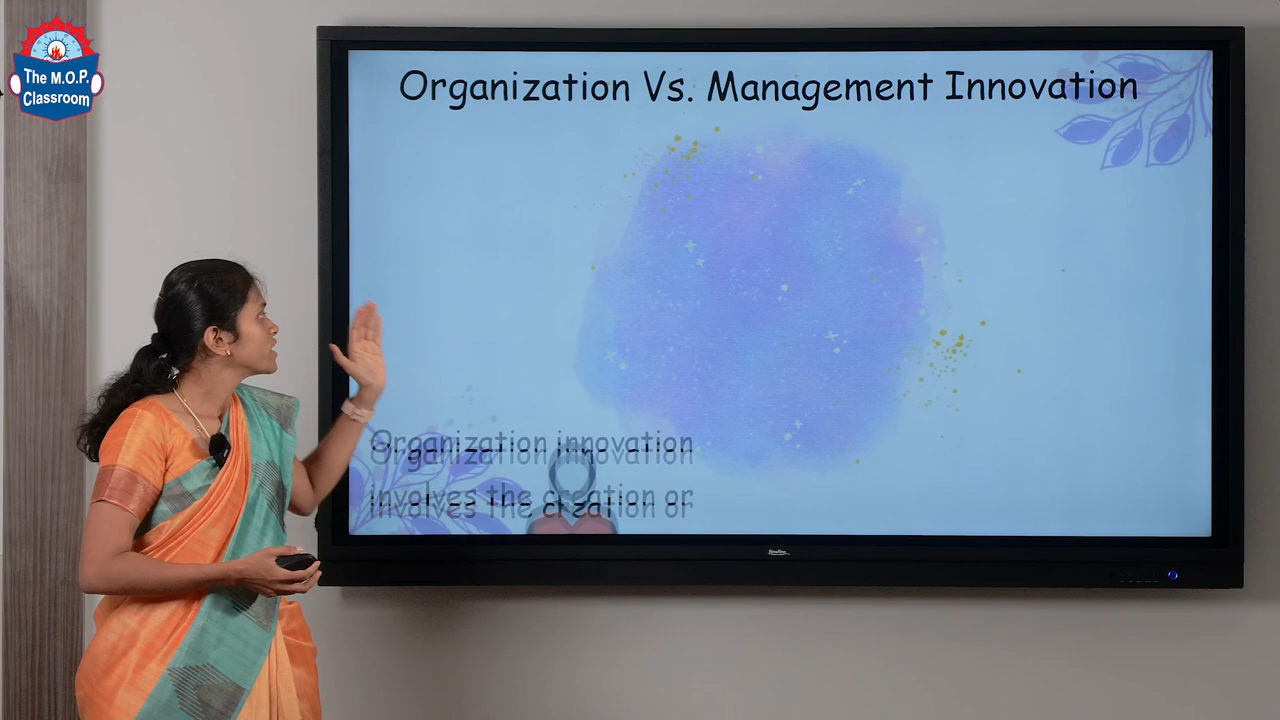 The M.O.P.
Classroom
Organization Vs. Management Innovation
Organization innovation
involves the creation or